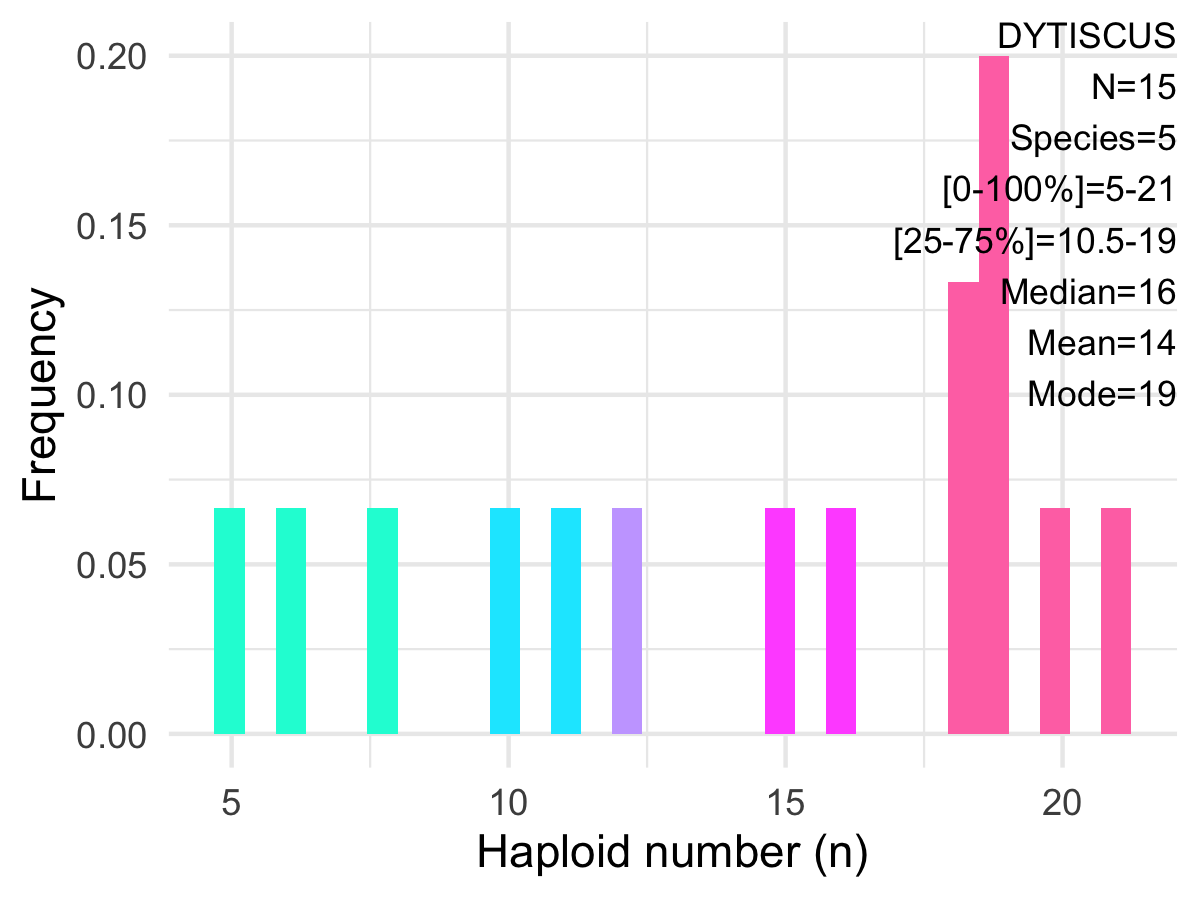 DYTISCUS
N=15
Species=5
[0-100%]=5-21
[25-75%]=10.5-19
Median=16
Mean=14
Mode=19
Frequency
0.20
0.15
0.10
0.05
0.00
5 10 15 20
Haploid number (n)